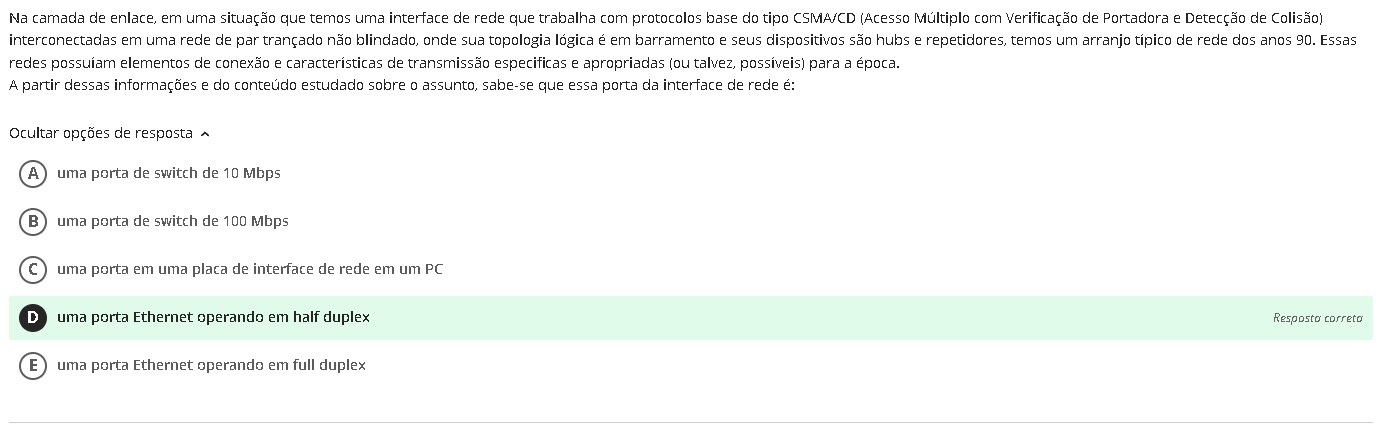 Na camada de enlace, em uma situação que temos uma interface de rede que trabalha com protocolos base do tipo CSMA/CD (Acesso Múltiplo com Verificação de Portadora e Detecção de Colisão)
interconectadas em uma rede de par trançado não blindado, onde sua topologia lógica é em barramento e seus dispositivos são hubs e repetidores, temos um arranjo típico de rede dos anos 90. Essas
redes possuíam elementos de conexão e características de transmissão especificas e apropriadas (ou talvez, possíveis) para a época.
A partir dessas informações e do conteúdo estudado sobre o assunto, sabe-se que essa porta da interface de rede é:
Ocultar opções de resposta
A uma porta de switch de 10 Mbps
B uma porta de switch de 100 Mbps
C uma porta em uma placa de interface de rede em um PC
D uma porta Ethernet operando em half duplex Resposta correta
E uma porta Ethernet operando em full duplex